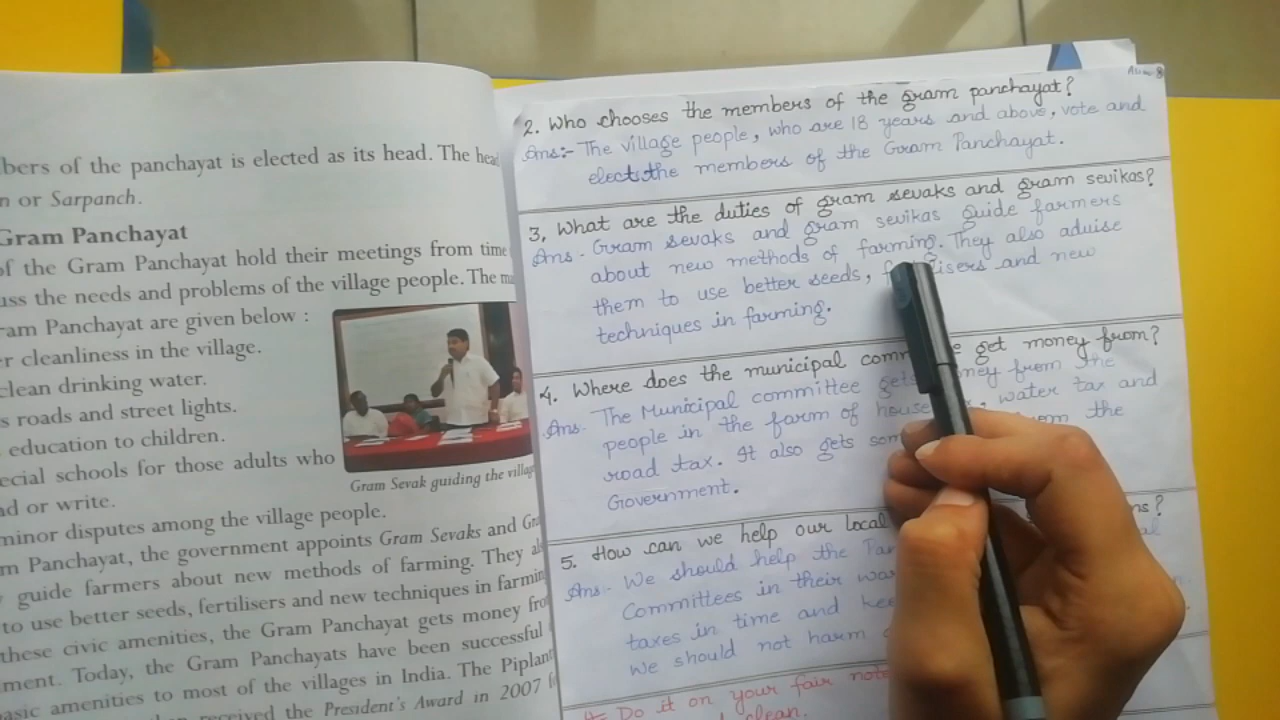 bers of the panchayat is elected as its head. The head
n or Sarpanch.
Gram Panchayat
of the Gram Panchayat hold their meetings from time
uss the needs and problems of the village people. The
ram Panchayat are given below :
r cleanliness in the village.
clean drinking water.
s roads and street lights.
education to children.
ecial schools for those adults who
ad or write.
minor disputes among the village people.
Gram Sevak guiding the villag
m Panchayat, the government appoints Gram Sevaks and
guide farmers about new methods of farming. They
to use better seeds, fertilisers and new techniques in farmin
these civic amenities, the Gram Panchayat gets money fro
ment. Today, the Gram Panchayats have been successful
asic amenities to most of the villages in India. The Piplan
received the President's Award in 2007
2. Who chooses the members of the gram panchayat?
Ans:- The village people, who are 18 years and above, vote and
elect the members of the Gram Panchayat.
3. What are the duties of gram sevaks and gram sevikas?
Ans - Gram sevaks and gram sevikas guide farmers
about new methods of farming. They also advise
them to use better seeds, lisers and new
techniques in farming.
4. Where does the municipal comm e get money from?
Ans. The Municipal committee gets ney from the
people in the farm of house , water tax and
road tax. It also gets som from the
Government.
5. How can we help our local ns?
Ans:- We should help the
Committees in their
taxes in time and
we should not harm
Do it on your fair note
clean.